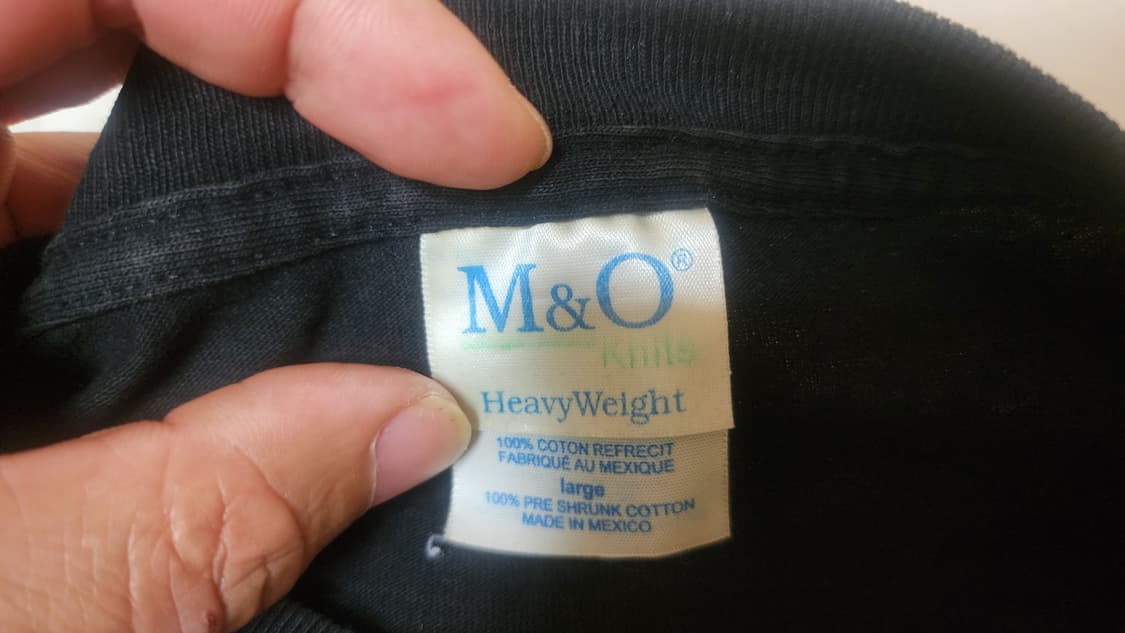 M&O®
Knits
HeavyWeight
100% COTON REFRECIT
FABRIQUÉ AU MEXIQUE
large
100% PRE SHRUNK COTTON
MADE IN MEXICO